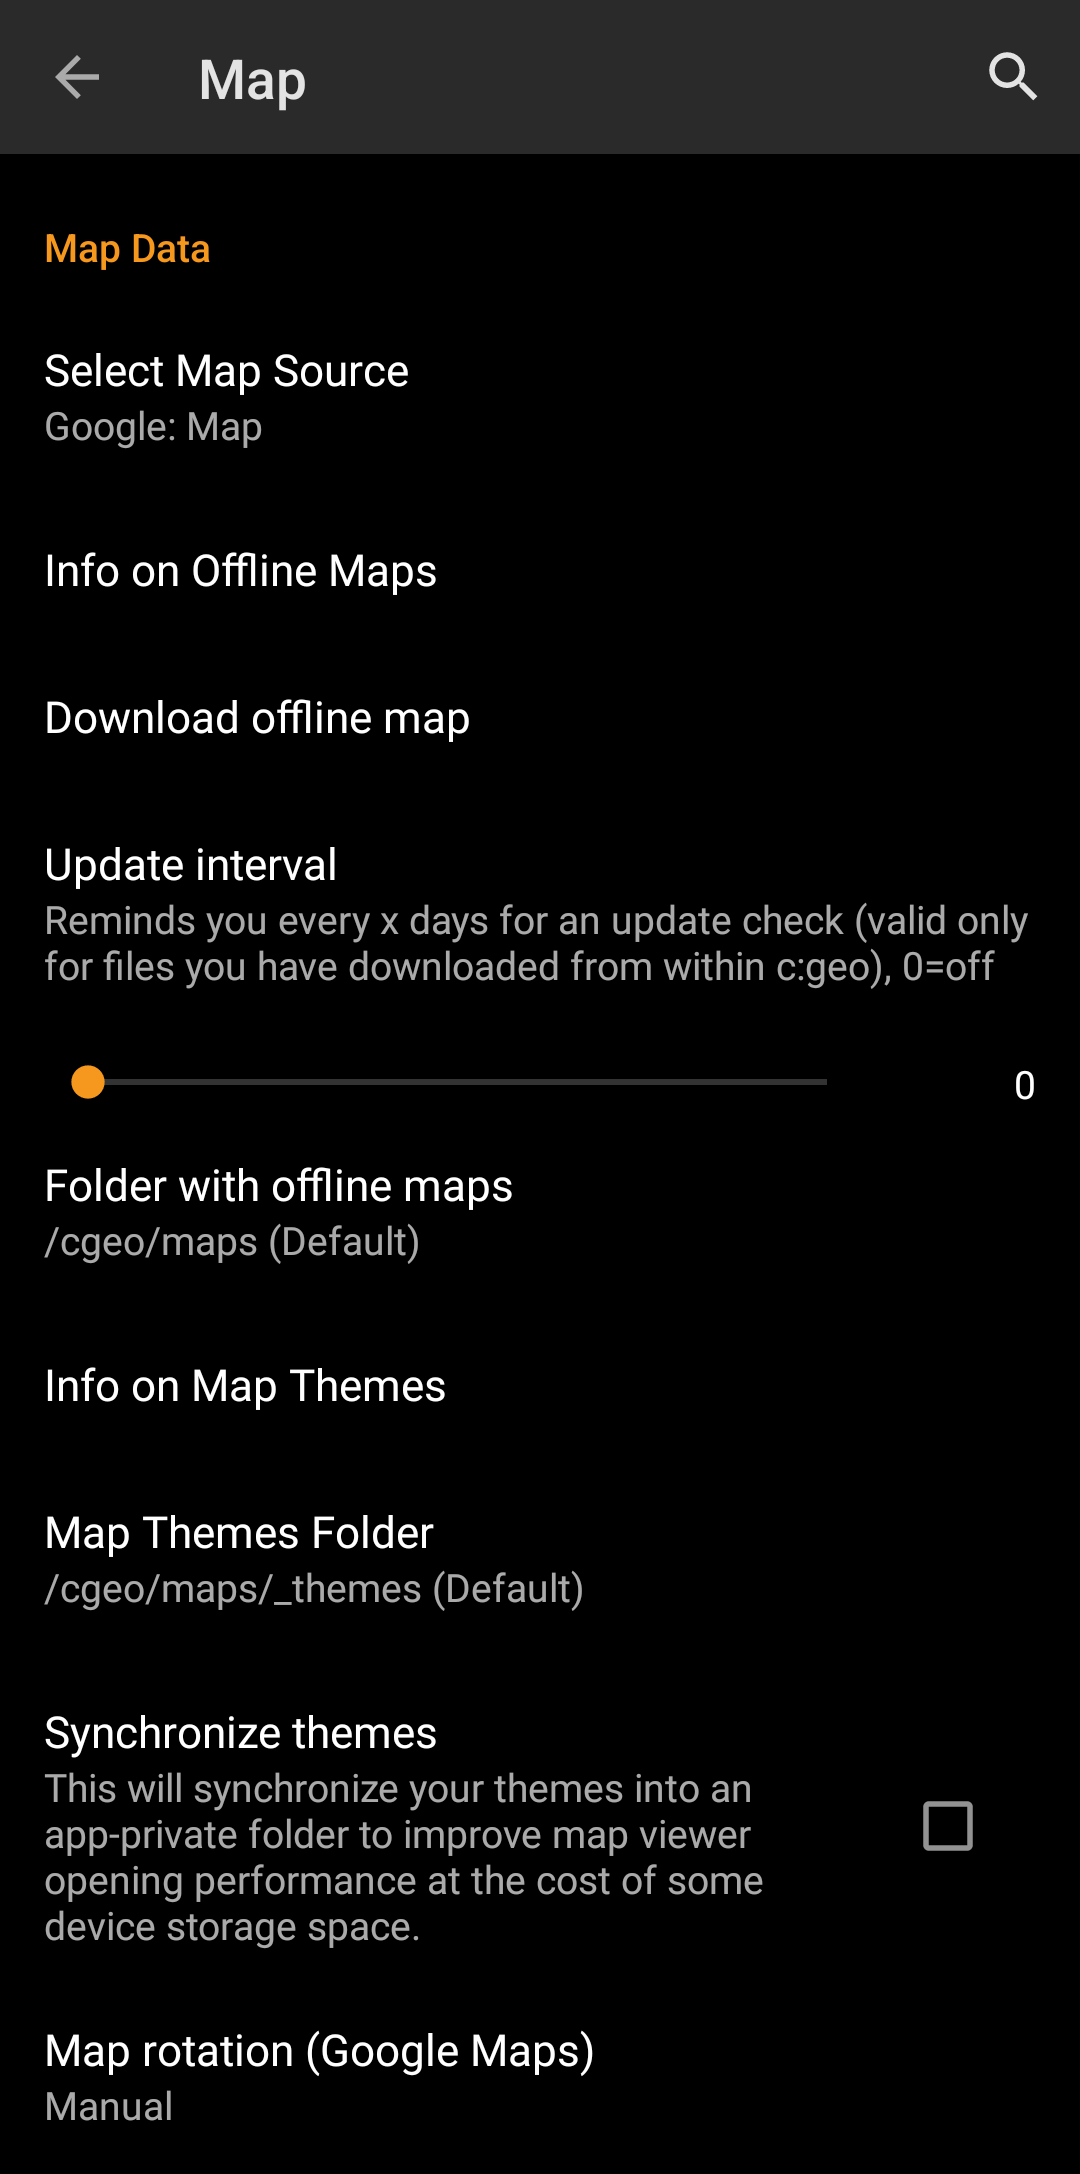 Map
Map Data
Select Map Source
Google: Map
Info on Offline Maps
Download offline map
Update interval
Reminds you every x days for an update check (valid only
for files you have downloaded from within c:geo), 0=off
0
Folder with offline maps
/cgeo/maps (Default)
Info on Map Themes
Map Themes Folder
/cgeo/maps/_themes (Default)
Synchronize themes
This will synchronize your themes into an
app-private folder to improve map viewer
opening performance at the cost of some
device storage space.
Map rotation (Google Maps)
Manual